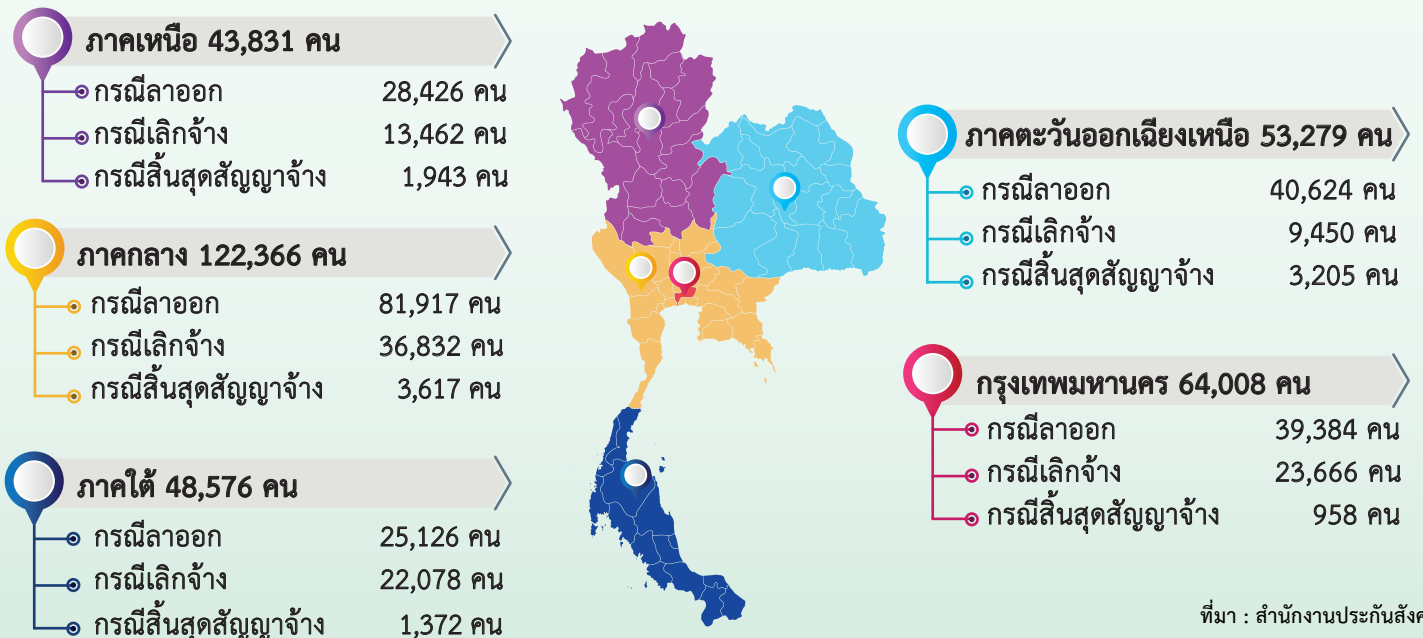 ภาคเหนือ 43,831 คน
กรณีลาออก 28,426 คน
กรณีเลิกจ้าง 13,462 คน
กรณีสิ้นสุดสัญญาจ้าง 1,943 คน
ภาคกลาง 122,366 คน
กรณีลาออก 81,917 คน
กรณีเลิกจ้าง 36,832 คน
กรณีสิ้นสุดสัญญาจ้าง 3,617 คน
ภาคใต้ 48,576 คน
กรณีลาออก 25,126 คน
กรณีเลิกจ้าง 22,078 คน
กรณีสิ้นสุดสัญญาจ้าง 1,372 คน
ภาคตะวันออกเฉียงเหนือ 53,279 คน
กรณีลาออก 40,624 คน
กรณีเลิกจ้าง 9,450 คน
กรณีสิ้นสุดสัญญาจ้าง 3,205 คน
กรุงเทพมหานคร 64,008 คน
กรณีลาออก 39,384 คน
กรณีเลิกจ้าง 23,666 คน
กรณีสิ้นสุดสัญญาจ้าง 958 คน
ที่มา : สำนักงานประกันสังค